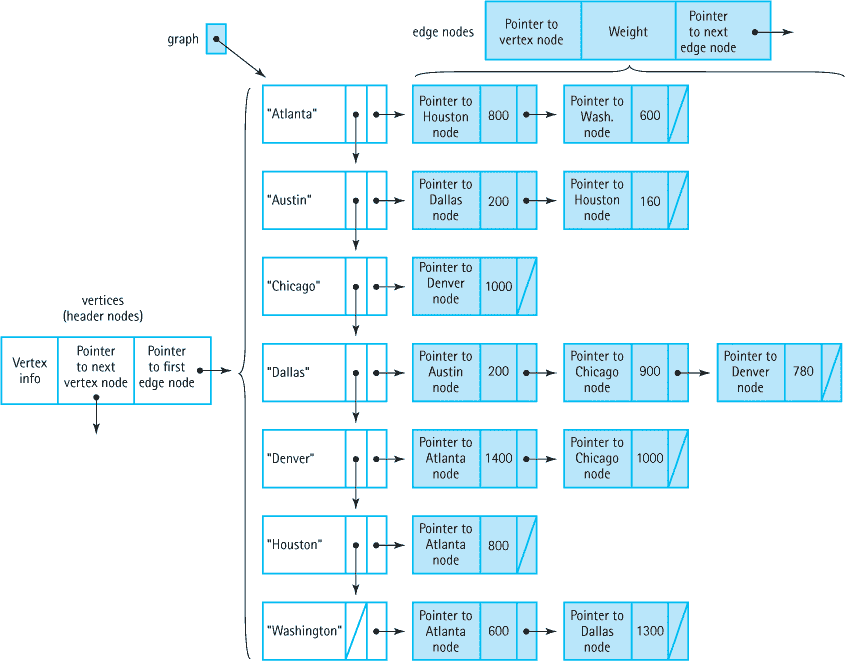 graph
edge nodes
Pointer to
vertex node
Weight
Pointer
to next
edge node
"Atlanta"
Pointer to
Houston
node
800
Pointer to
Wash.
node
600
"Austin"
Pointer to
Dallas
node
200
Pointer to
Houston
node
160
"Chicago"
Pointer to
Denver
node
1000
vertices
(header nodes)
Vertex
info
Pointer
to next
vertex node
Pointer
to first
edge node
"Dallas"
Pointer to
Austin
node
200
Pointer to
Chicago
node
900
Pointer to
Denver
node
780
"Denver"
Pointer to
Atlanta
node
1400
Pointer to
Chicago
node
1000
"Houston"
Pointer to
Atlanta
node
800
"Washington"
Pointer to
Atlanta
node
600
Pointer to
Dallas
node
1300